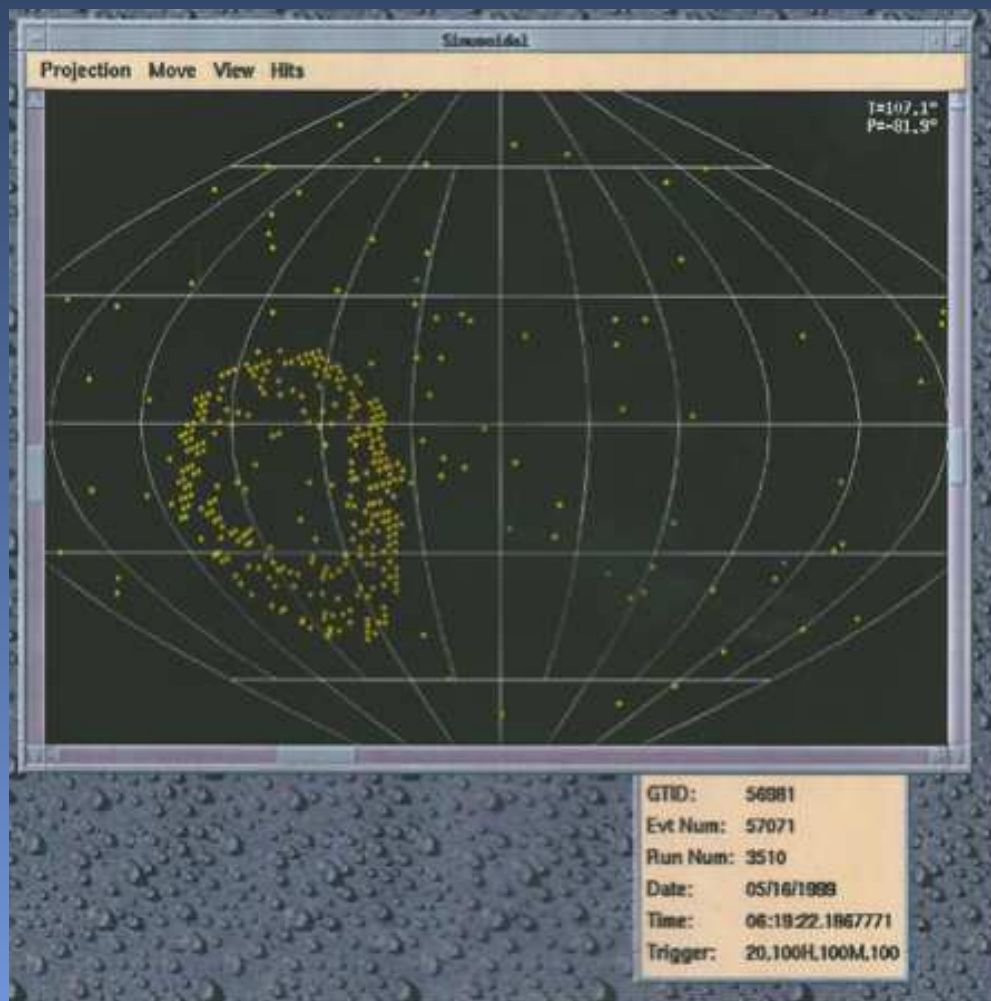 Sinusoidal
Projection Move View Hits
T=107.1°
P=-81.9°
GTID: 56981
Evt Num: 57071
Run Num: 3510
Date: 05/16/1999
Time: 06:19:22.1867771
Trigger: 20,100H,100M,100